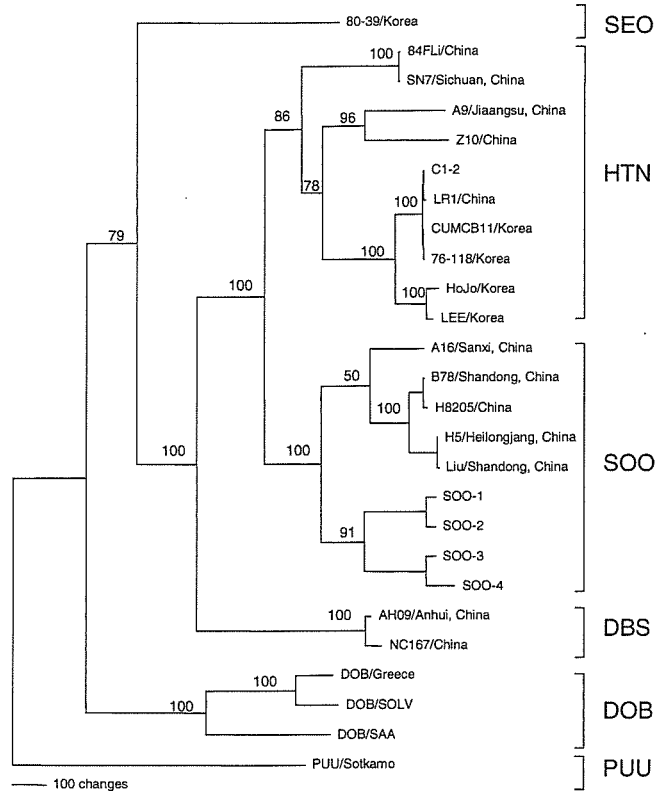 80-39/Korea
SEO
84FLi/China
100
SN7/Sichuan, China
86
A9/Jiaangsu, China
96
Z10/China
HTN
C1-2
78
LR1/China
100
CUMCB11/Korea
79
100
76-118/Korea
100
100
HoJo/Korea
LEE/Korea
A16/Sanxi, China
50
B78/Shandong, China
100
H8205/China
H5/Heilongjang, China
100
100
SOO
Liu/Shandong, China
SOO-1
SOO-2
91
SOO-3
SOO-4
100
AH09/Anhui, China
DBS
NC167/China
DOB/Greece
100
DOB/SOLV
100
DOB
DOB/SAA
PUU/Sotkamo
PUU
100 changes